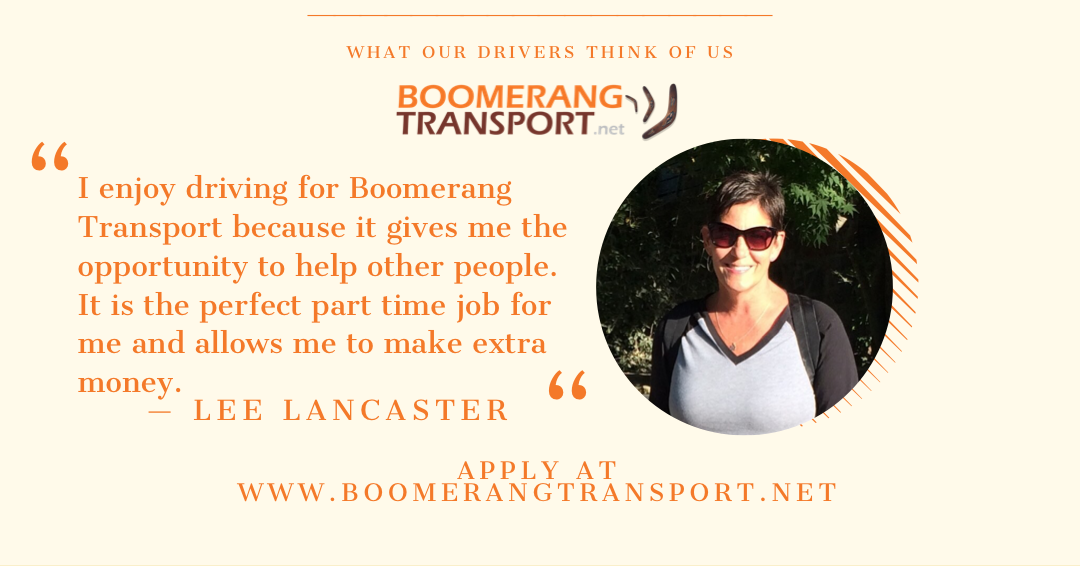 WHAT OUR DRIVERS THINK OF US
BOOMERANG
TRANSPORT.net
“
I enjoy driving for Boomerang
Transport because it gives me the
opportunity to help other people.
It is the perfect part time job for
me and allows me to make extra
money.
“
— LEE LANCASTER
APPLY AT
WWW.BOOMERANGTRANSPORT.NET